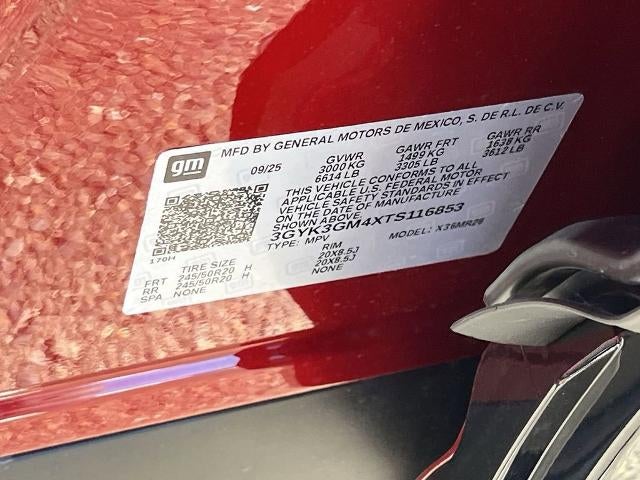 gm
MFD BY GENERAL MOTORS DE MEXICO, S. DE R.L. DE C.V.
09/25 GVWR GAWR FRT GAWR RR
3000 KG 1499 KG 1638 KG
6614 LB 3305 LB 3612 LB
THIS VEHICLE CONFORMS TO ALL
APPLICABLE U.S. FEDERAL MOTOR
VEHICLE SAFETY STANDARDS IN EFFECT
ON THE DATE OF MANUFACTURE
SHOWN ABOVE.
3GYK3GM4XTS116853
TYPE: MPV MODEL: X36MR26
170H
TIRE SIZE RIM
FRT 245/50R20 H 20X8.5J
RR 245/50R20 H 20X8.5J
SPA NONE NONE